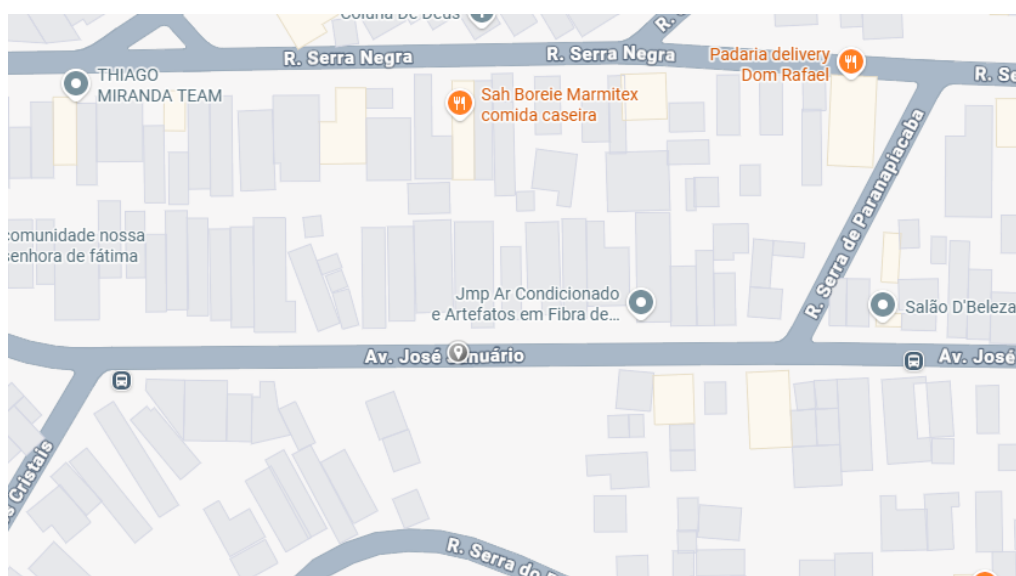 Coluna De Deus
R. Serra Negra
R. Serra Negra
Padaria delivery
Dom Rafael
R.
R.
THIAGO
MIRANDA TEAM
Sah Boreie Marmitex
comida caseira
R. Serra de Paranapiacaba
comunidade nossa
senhora de fátima
Jmp Ar Condicionado
e Artefatos em Fibra de...
Salão D'Beleza
Av. José Januário
Av. José
Cristais
R. Serra do